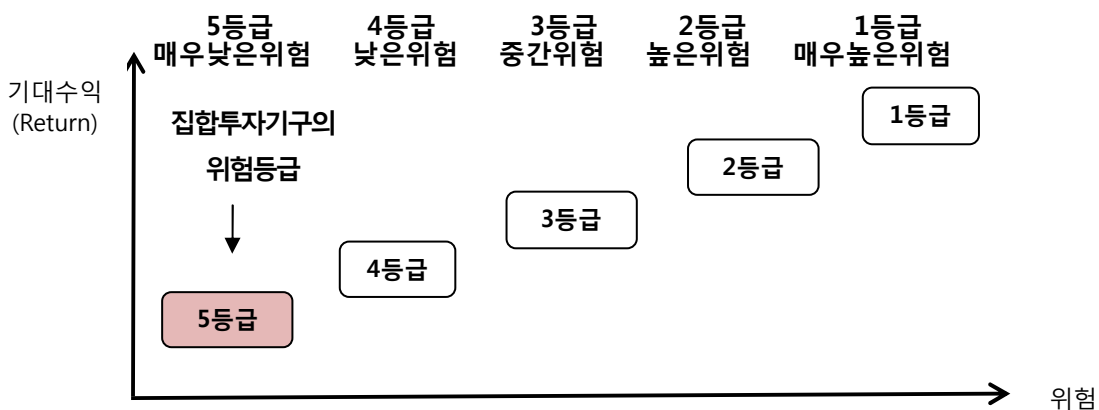 5등급 4등급 3등급 2등급 1등급
매우낮은위험 낮은위험 중간위험 높은위험 매우높은위험
기대수익
(Return)
집합투자기구의
위험등급
1등급
2등급
3등급
4등급
5등급
위험